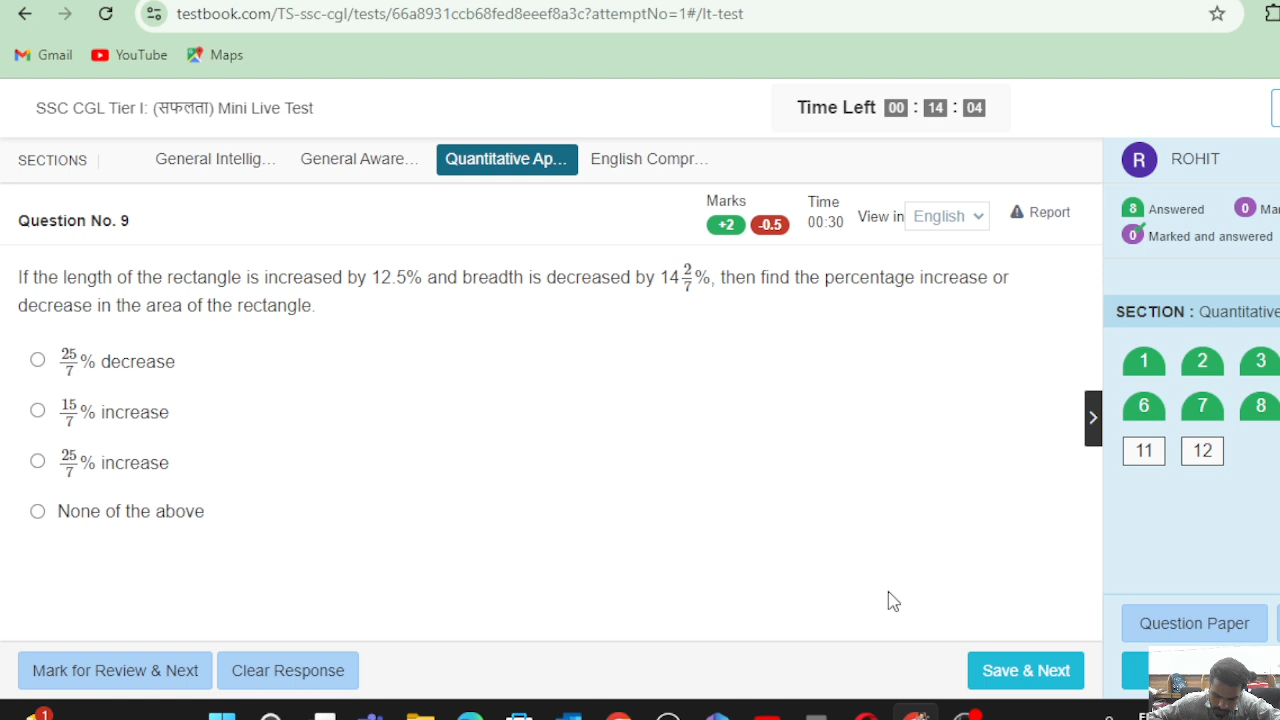 testbook.com/TS-ssc-cgl/tests/66a8931ccb68fed8eeef8a3c?attemptNo=1#/lt-test
Gmail YouTube Maps
SSC CGL Tier I: (सफलता) Mini Live Test
Time Left 00 : 14 : 04
SECTIONS General Intellig... General Aware... Quantitative Ap... English Compr...
R ROHIT
Question No. 9
Marks
+2 -0.5
Time
00:30
View in English
Report
8 Answered 0 Mar
0 Marked and answered
If the length of the rectangle is increased by 12.5% and breadth is decreased by 14 2/7%, then find the percentage increase or
decrease in the area of the rectangle.
25/7% decrease
15/7% increase
25/7% increase
None of the above
SECTION : Quantitative
1 2 3
6 7 8
11 12
Question Paper
Mark for Review & Next Clear Response Save & Next
1